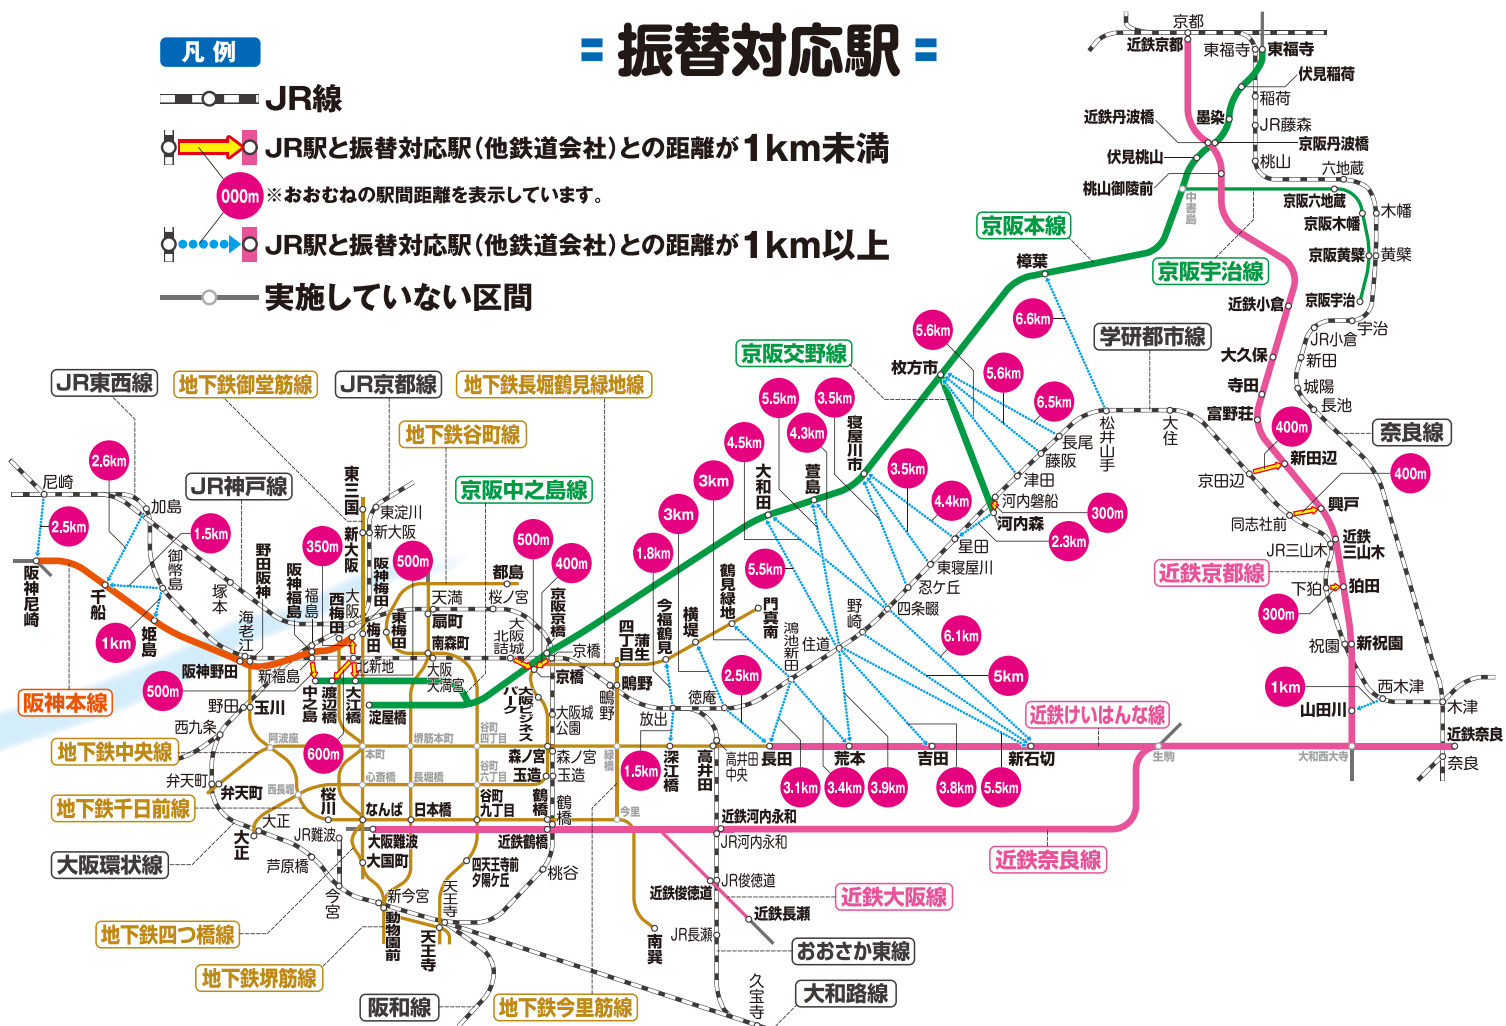 振替対応駅
凡例
JR線
JR駅と振替対応駅（他鉄道会社）との距離が1km未満
000m
※おおむねの駅間距離を表示しています。
JR駅と振替対応駅（他鉄道会社）との距離が1km以上
実施していない区間
京都
近鉄京都
東福寺
東福寺
伏見稲荷
稲荷
近鉄丹波橋
墨染
JR藤森
京阪丹波橋
伏見桃山
桃山
六地蔵
桃山御陵前
中書島
京阪六地蔵
木幡
京阪木幡
京阪本線
京阪黄檗
黄檗
京阪宇治線
樟葉
近鉄小倉
京阪宇治
宇治
6.6km
5.6km
学研都市線
JR小倉
新田
大久保
城陽
寺田
長池
富野荘
奈良線
京阪交野線
枚方市
5.6km
6.5km
松井山手
大住
長尾
藤阪
津田
河内磐船
河内森
300m
2.3km
400m
新田辺
京田辺
400m
興戸
同志社前
近鉄三山木
JR三山木
近鉄京都線
下狛
狛田
300m
祝園
新祝園
1km
西木津
山田川
木津
近鉄奈良
奈良
JR東西線
地下鉄御堂筋線
JR京都線
地下鉄長堀鶴見緑地線
地下鉄谷町線
京阪中之島線
JR神戸線
2.6km
尼崎
2.5km
加島
1.5km
御幣島
阪神尼崎
千船
1km
姫島
塚本
野田阪神
海老江
阪神野田
阪神本線
350m
阪神福島
福島
新福島
西梅田
大阪
東三国
新大阪
東淀川
新大阪
阪神梅田
梅田
東梅田
500m
500m
北新地
中之島
渡辺橋
大江橋
淀屋橋
600m
天満
扇町
南森町
大阪天満宮
都島
桜ノ宮
500m
400m
大阪城北詰
京阪京橋
京橋
京橋
大阪ビジネスパーク
大阪城公園
5.5km
3.5km
4.3km
4.5km
3km
3km
1.8km
5.5km
大和田
萱島
寝屋川市
3.5km
4.4km
星田
東寝屋川
忍ケ丘
四条畷
野崎
住道
鴻池新田
徳庵
放出
鴫野
鴫野
蒲生四丁目
今福鶴見
横堤
鶴見緑地
門真南
6.1km
5km
2.5km
1.5km
深江橋
高井田
高井田中央
長田
荒本
吉田
新石切
3.1km
3.4km
3.9km
3.8km
5.5km
近鉄けいはんな線
生駒
大和西大寺
野田
玉川
西九条
地下鉄中央線
阿波座
本町
堺筋本町
谷町四丁目
森ノ宮
森ノ宮
緑橋
弁天町
弁天町
西長堀
心斎橋
長堀橋
谷町六丁目
玉造
玉造
地下鉄千日前線
桜川
なんば
日本橋
谷町九丁目
鶴橋
鶴橋
今里
大正
大正
JR難波
大阪難波
近鉄鶴橋
近鉄河内永和
JR河内永和
近鉄奈良線
大阪環状線
芦原橋
大国町
四天王寺前夕陽ケ丘
桃谷
近鉄俊徳道
JR俊徳道
近鉄大阪線
今宮
新今宮
天王寺
近鉄長瀬
JR長瀬
地下鉄四つ橋線
動物園前
天王寺
南巽
おおさか東線
地下鉄堺筋線
久宝寺
大和路線
阪和線
地下鉄今里筋線